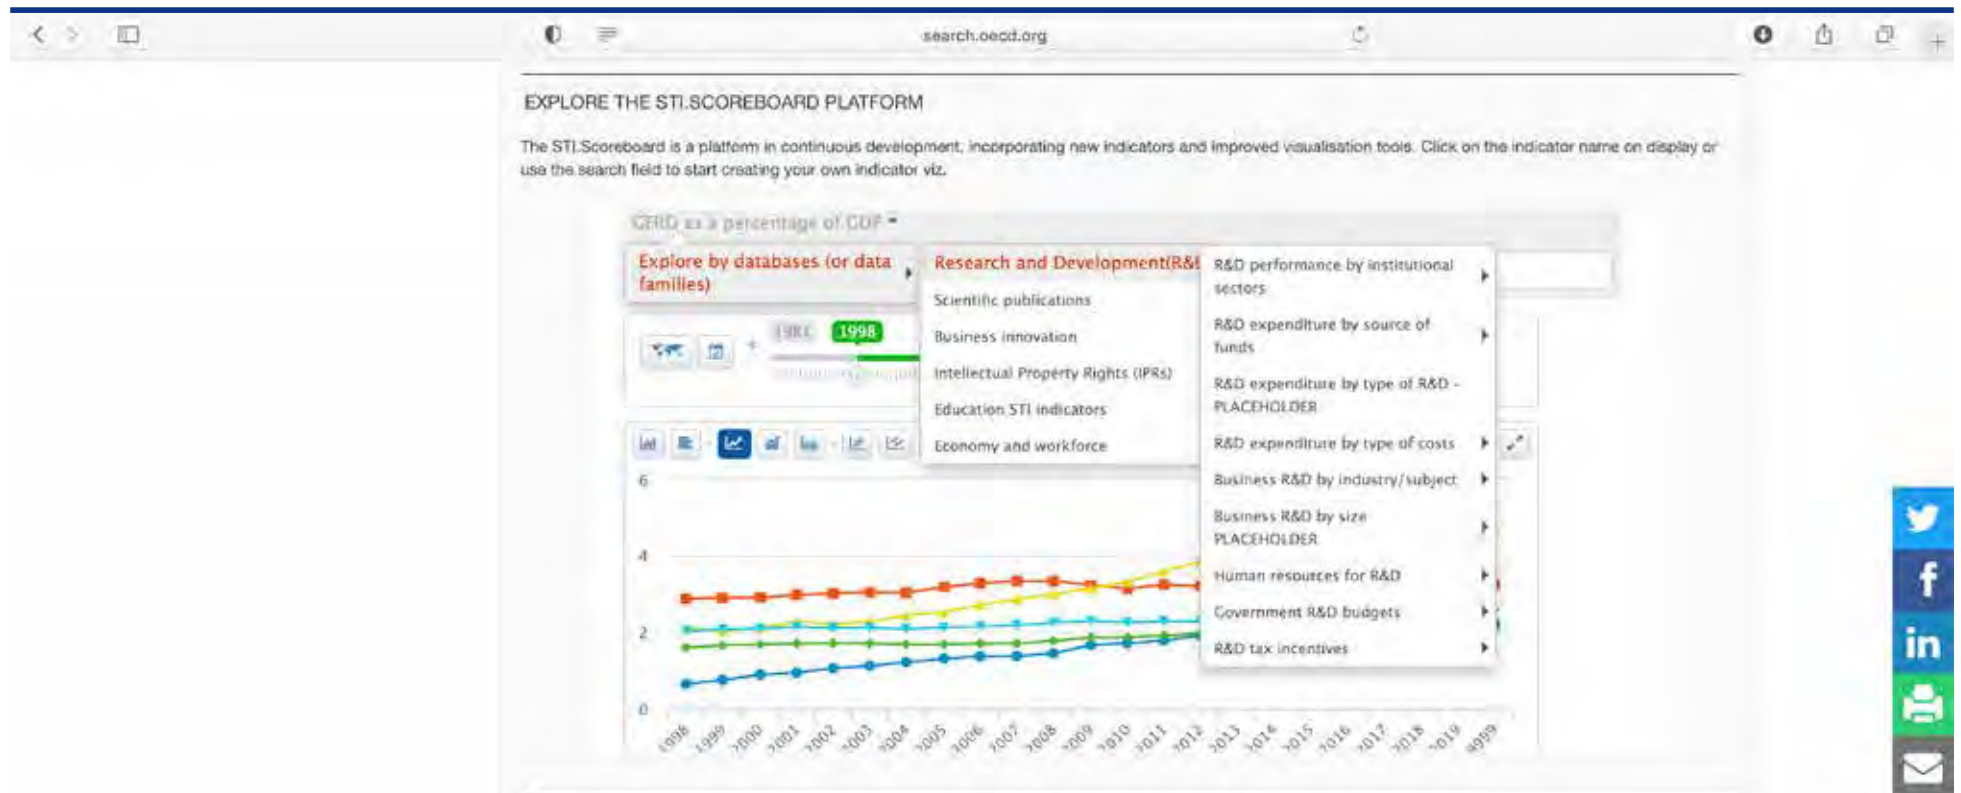 search.oecd.org
EXPLORE THE STI.SCOREBOARD PLATFORM
The STI.Scoreboard is a platform in continuous development, incorporating new indicators and improved visualisation tools. Click on the indicator name on display or
use the search field to start creating your own indicator viz.
GERD as a percentage of GDP
Explore by databases (or data
families)
Research and Development(R&
Scientific publications
Business innovation
Intellectual Property Rights (IPRs)
Education STI indicators
Economy and workforce
R&D performance by institutional
sectors
R&D expenditure by source of
funds
R&D expenditure by type of R&D -
PLACEHOLDER
R&D expenditure by type of costs
Business R&D by industry/subject
Business R&D by size
PLACEHOLDER
Human resources for R&D
Government R&D budgets
R&D tax incentives
1981 1998
6
4
2
0
1998 1999 2000 2001 2002 2003 2004 2005 2006 2007 2008 2009 2010 2011 2012 2013 2014 2015 2016 2017 2018 2019 9999
f
in